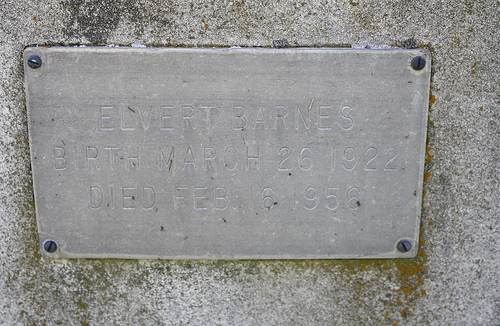 ELVERT BARNES
BIRTH MARCH 26 1922
DIED FEB. 6 1956